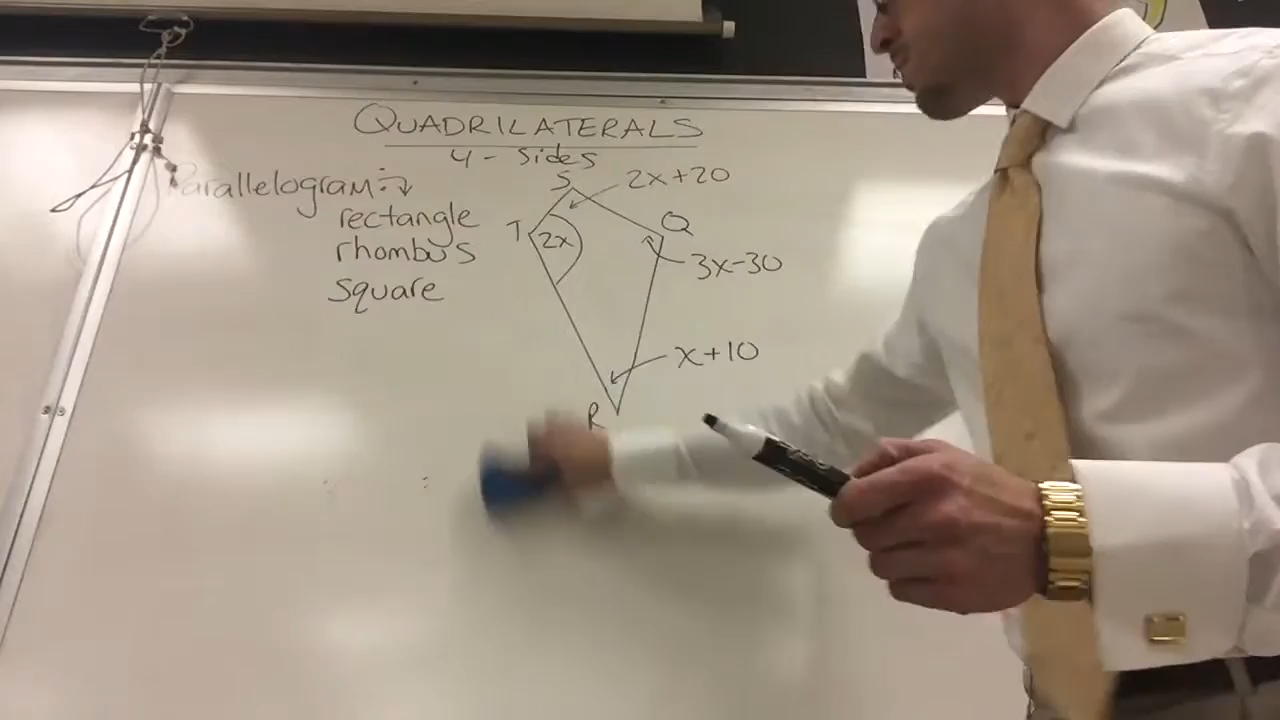 QUADRILATERALS
4 - sides
Parallelogram:
rectangle
rhombus
square
S
2x+20
T
2x
Q
3x-30
x+10
R